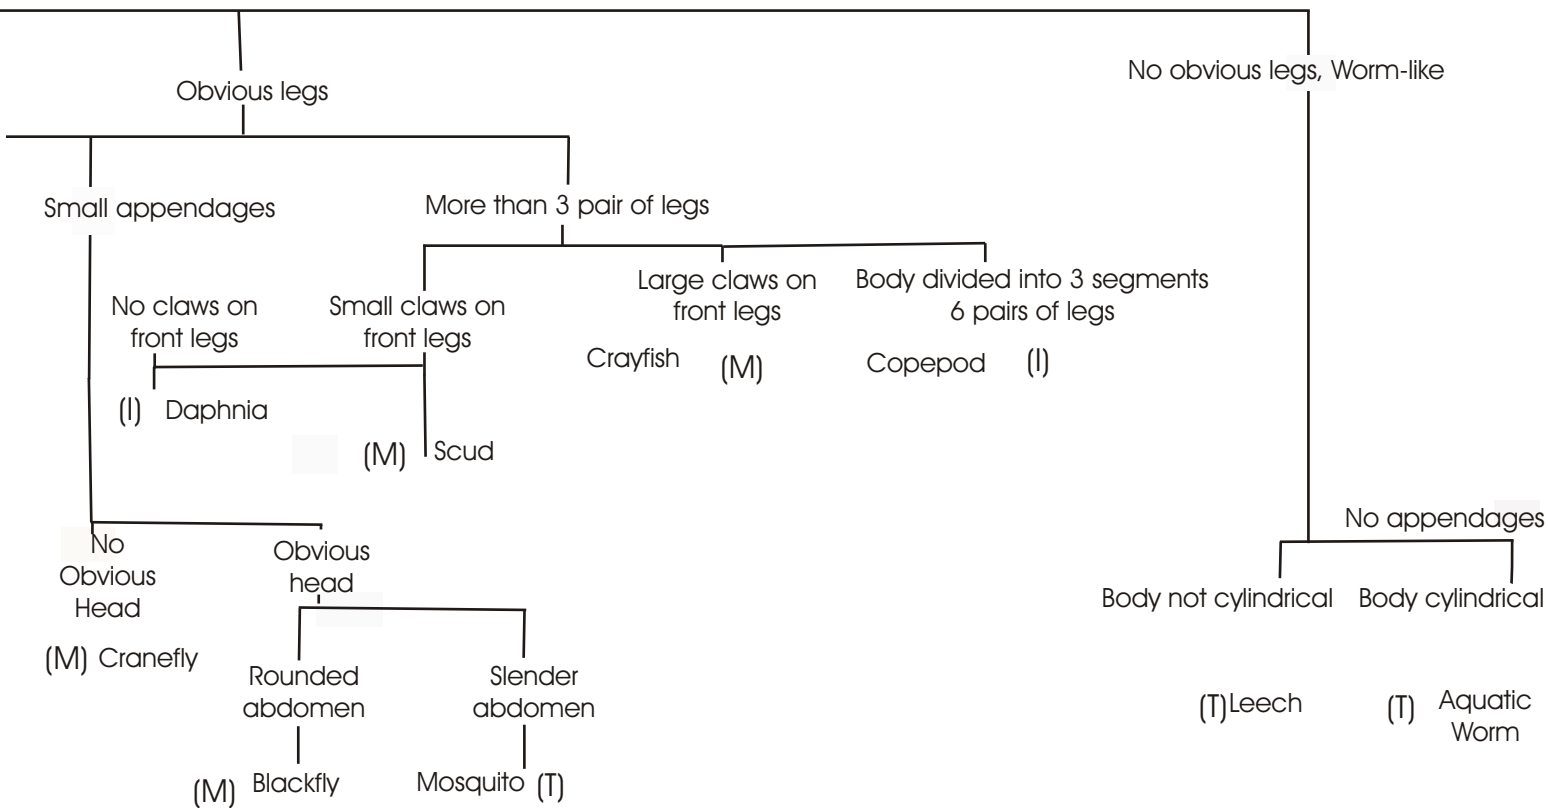 No obvious legs, Worm-like
Obvious legs
Small appendages
More than 3 pair of legs
No claws on
front legs
Small claws on
front legs
Large claws on
front legs
Body divided into 3 segments
6 pairs of legs
Crayfish (M)
Copepod (I)
(I) Daphnia
(M) Scud
No appendages
No
Obvious
Head
Obvious
head
Body not cylindrical
Body cylindrical
(M) Cranefly
Rounded
abdomen
Slender
abdomen
(T) Leech
(T) Aquatic
Worm
(M) Blackfly
Mosquito (T)